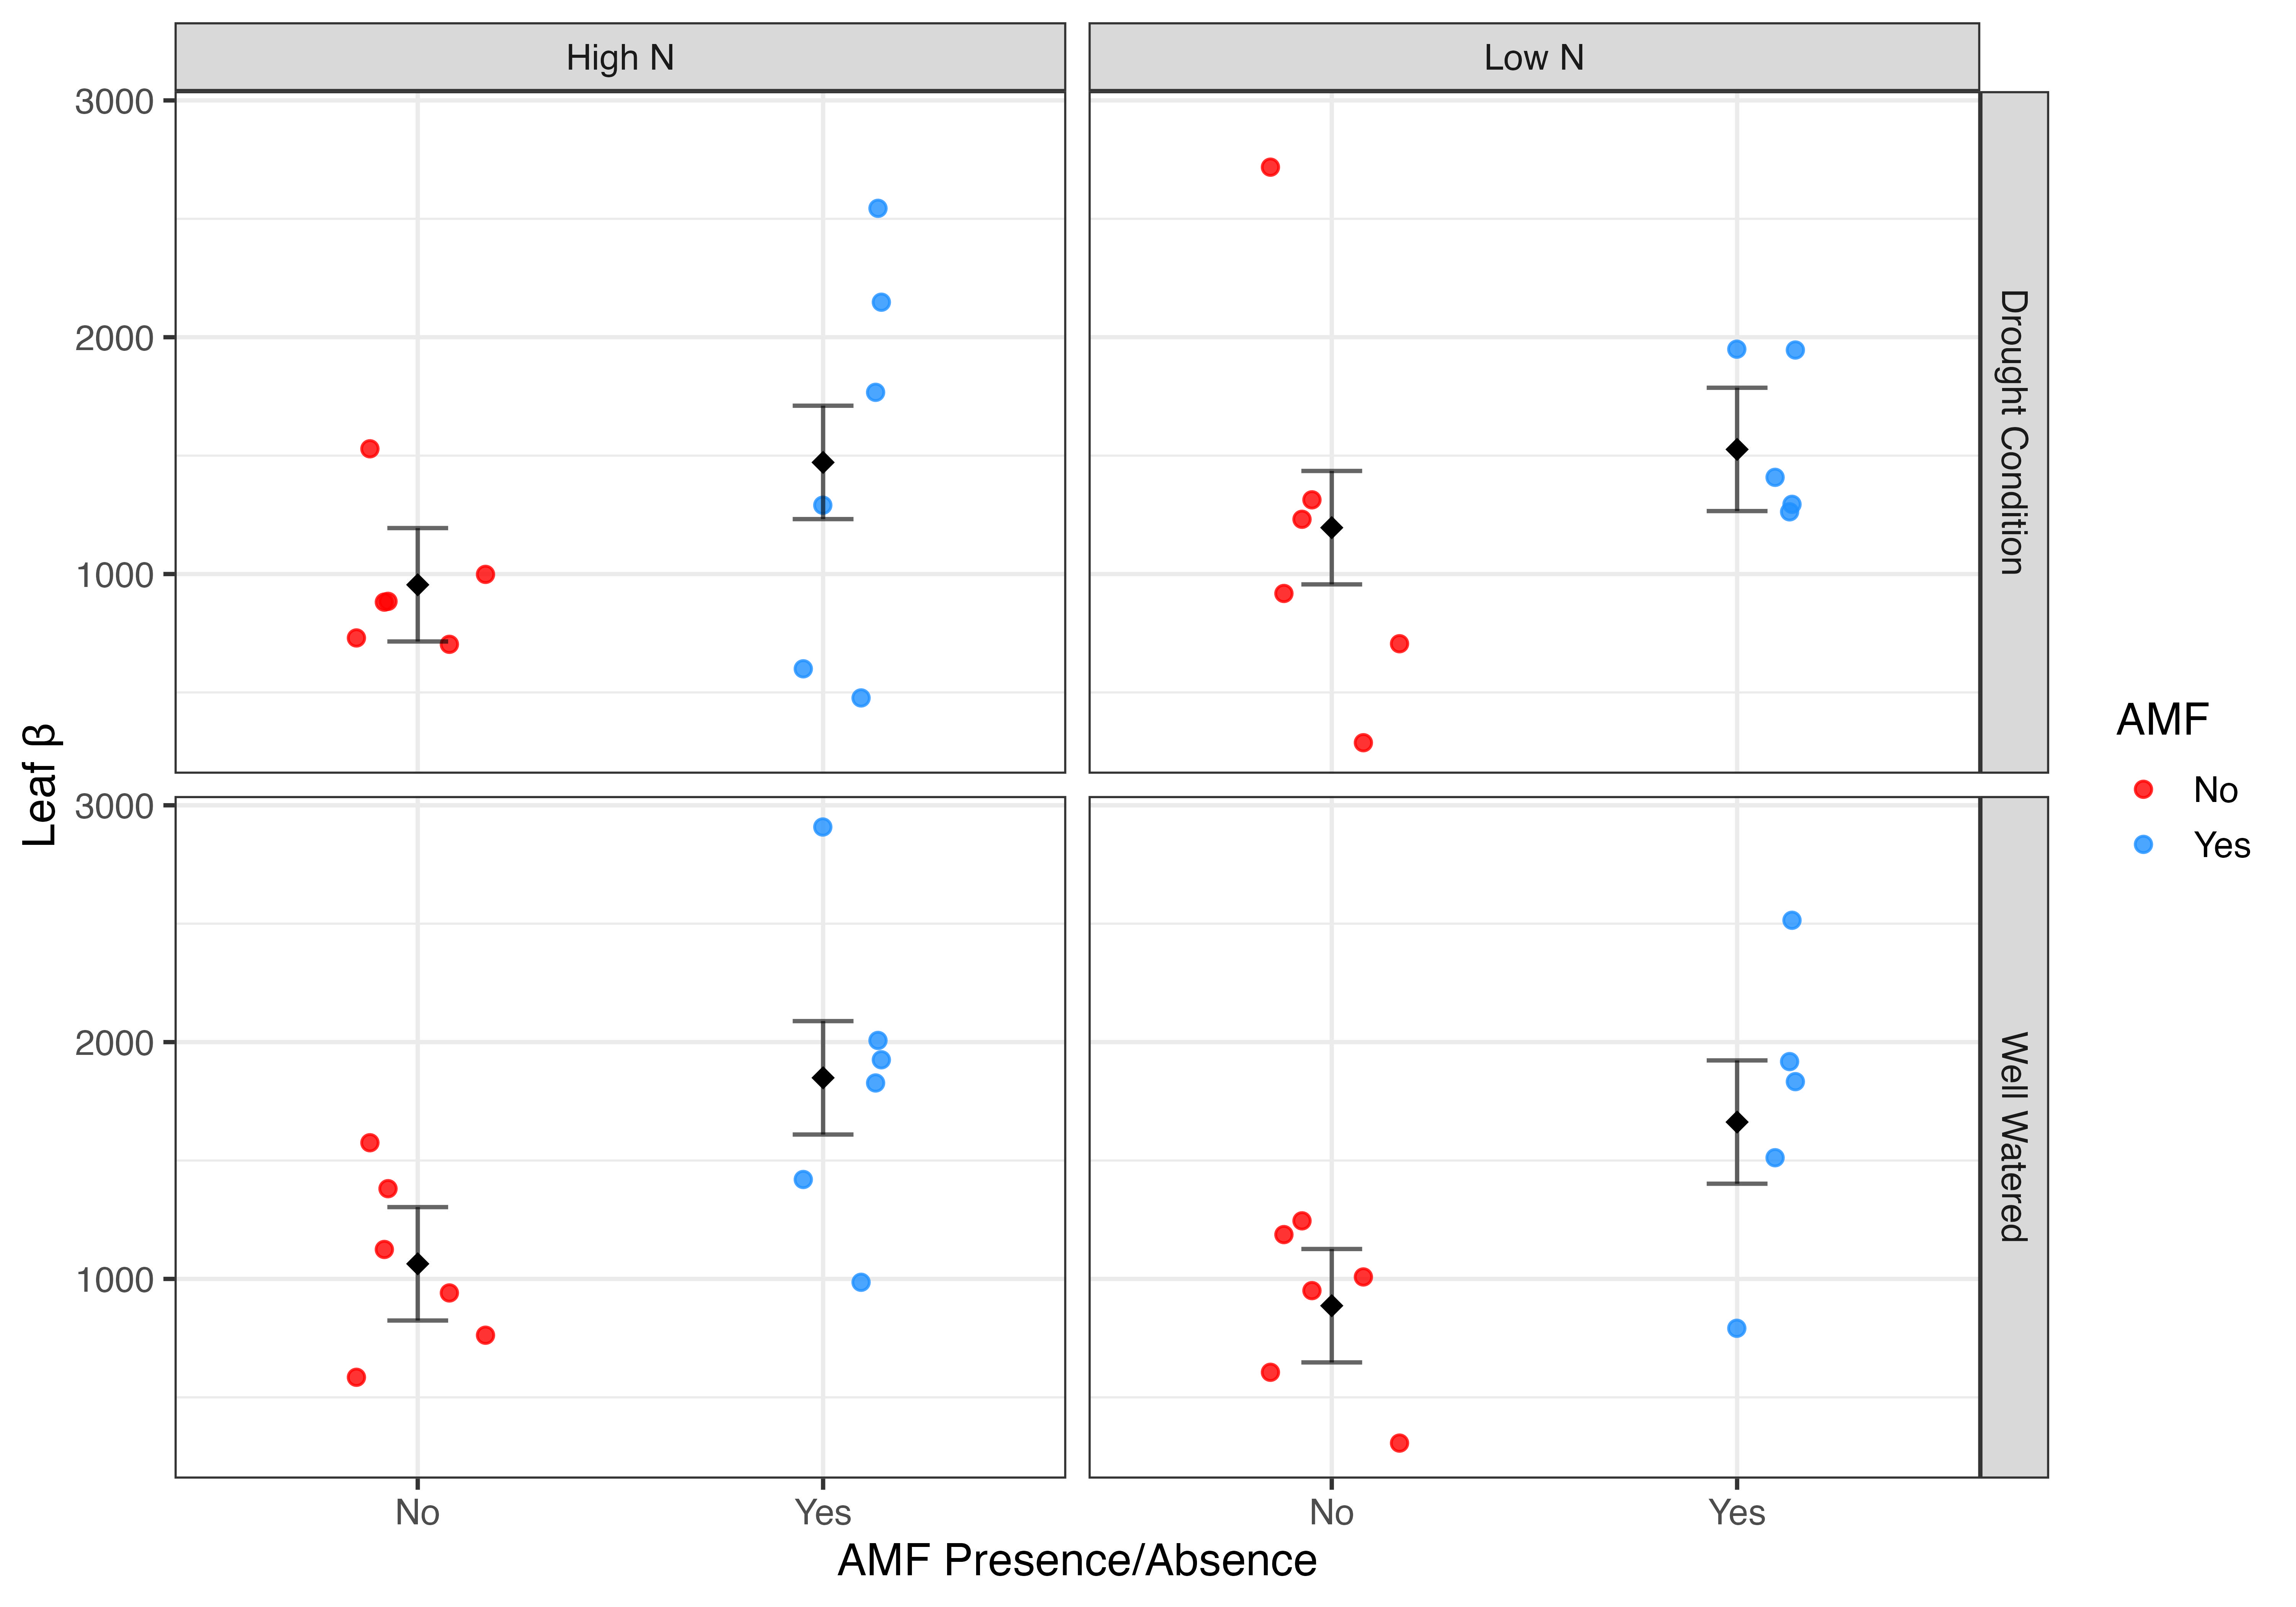 High N
Low N
3000
2000
1000
Drought Condition
3000
2000
1000
Well Watered
Leaf β
No
Yes
No
Yes
AMF Presence/Absence
AMF
No
Yes